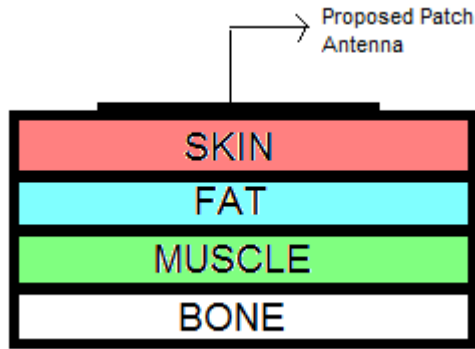 Proposed Patch
Antenna
SKIN
FAT
MUSCLE
BONE